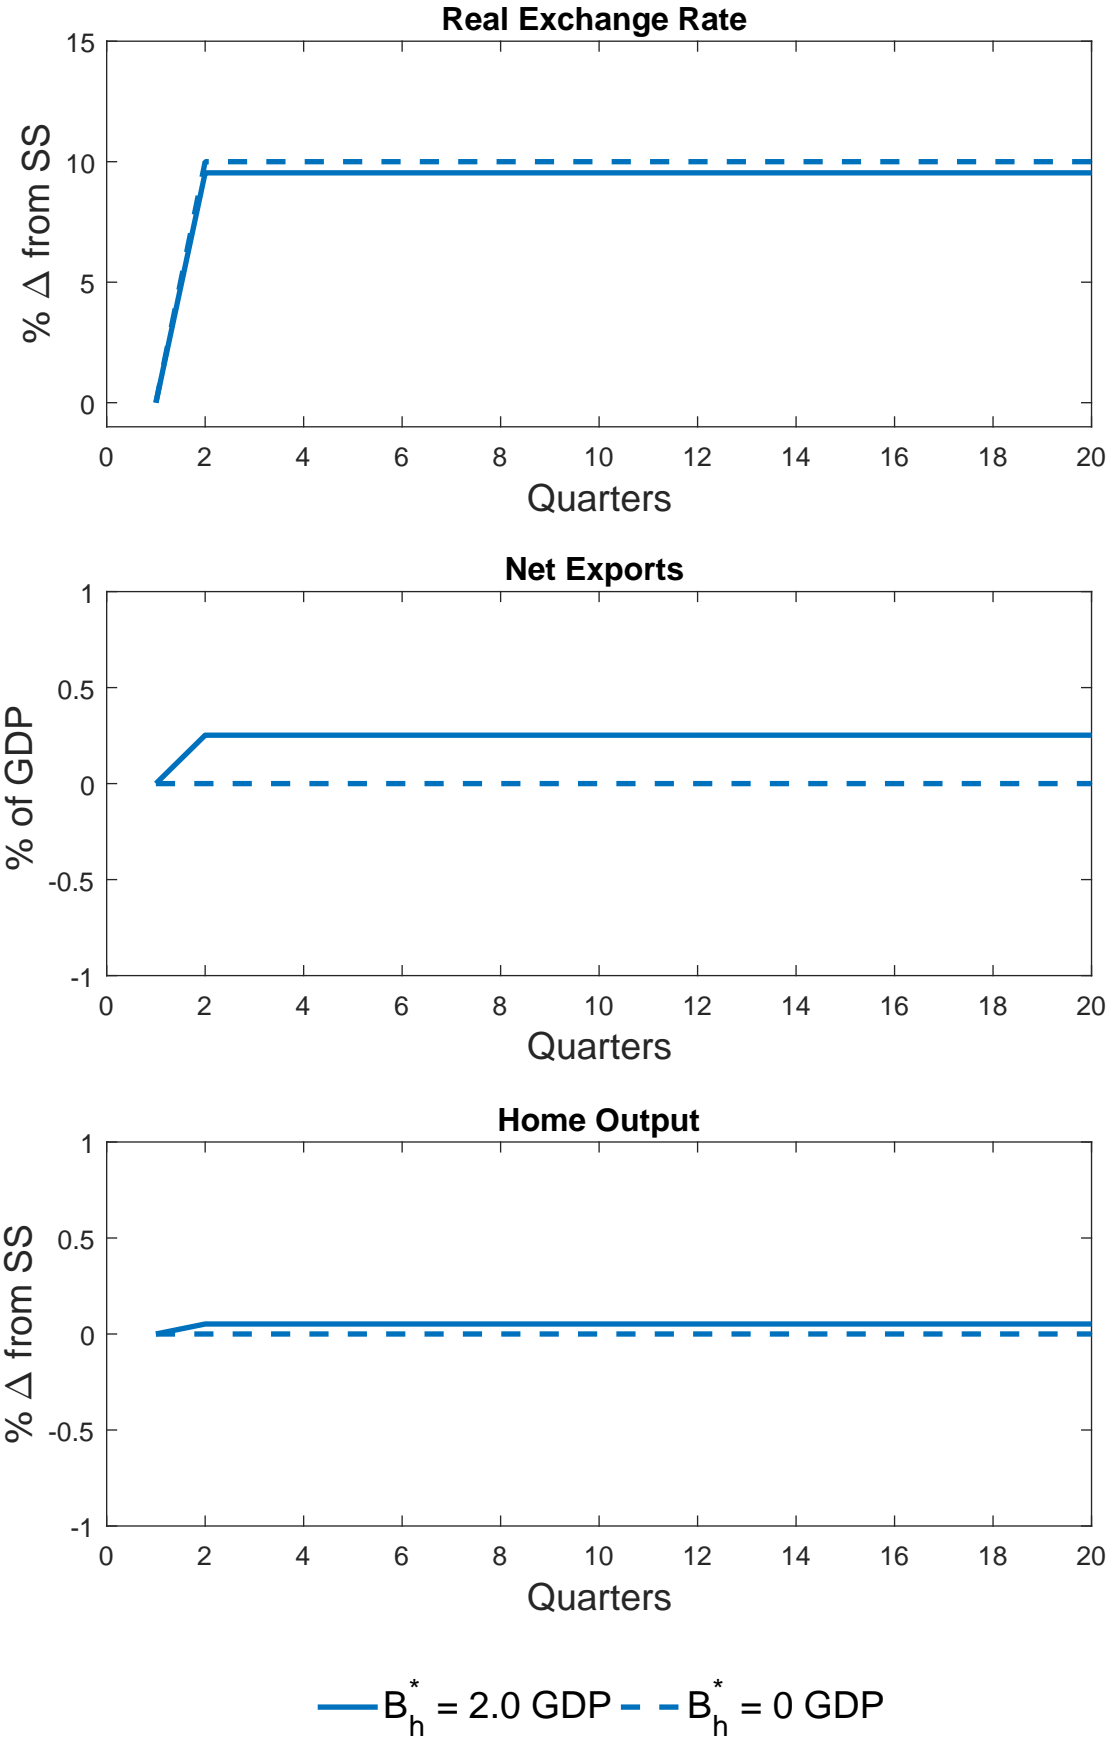 Real Exchange Rate
15
10
5
0
% Δ from SS
0 2 4 6 8 10 12 14 16 18 20
Quarters
Net Exports
1
0.5
0
-0.5
-1
% of GDP
0 2 4 6 8 10 12 14 16 18 20
Quarters
Home Output
1
0.5
0
-0.5
-1
% Δ from SS
0 2 4 6 8 10 12 14 16 18 20
Quarters
B*h = 2.0 GDP B*h = 0 GDP